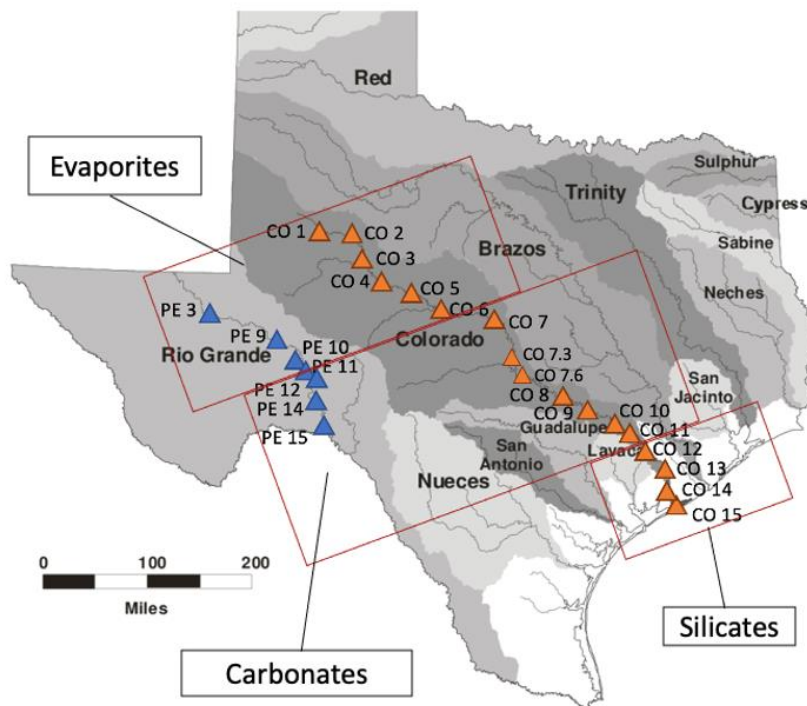 Red
Evaporites
Sulphur
Trinity
Cypress
CO 1
CO 2
Brazos
Sabine
CO 3
CO 4
CO 5
Neches
CO 6
PE 3
CO 7
Colorado
PE 9
PE 10
Rio Grande
CO 7.3
PE 11
CO 7.6
PE 12
San
Jacinto
CO 8
PE 14
CO 9
CO 10
Guadalupe
CO 11
PE 15
San
Antonio
Lavaca
CO 12
CO 13
Nueces
CO 14
CO 15
0 100 200
Miles
Silicates
Carbonates